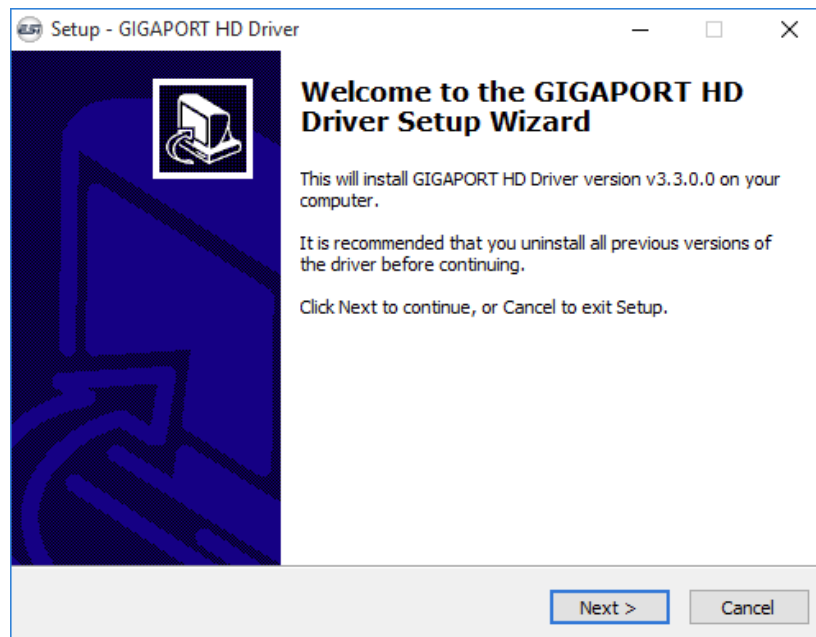 ESI Setup - GIGAPORT HD Driver
Welcome to the GIGAPORT HD
Driver Setup Wizard
This will install GIGAPORT HD Driver version v3.3.0.0 on your
computer.
It is recommended that you uninstall all previous versions of
the driver before continuing.
Click Next to continue, or Cancel to exit Setup.
Next > Cancel